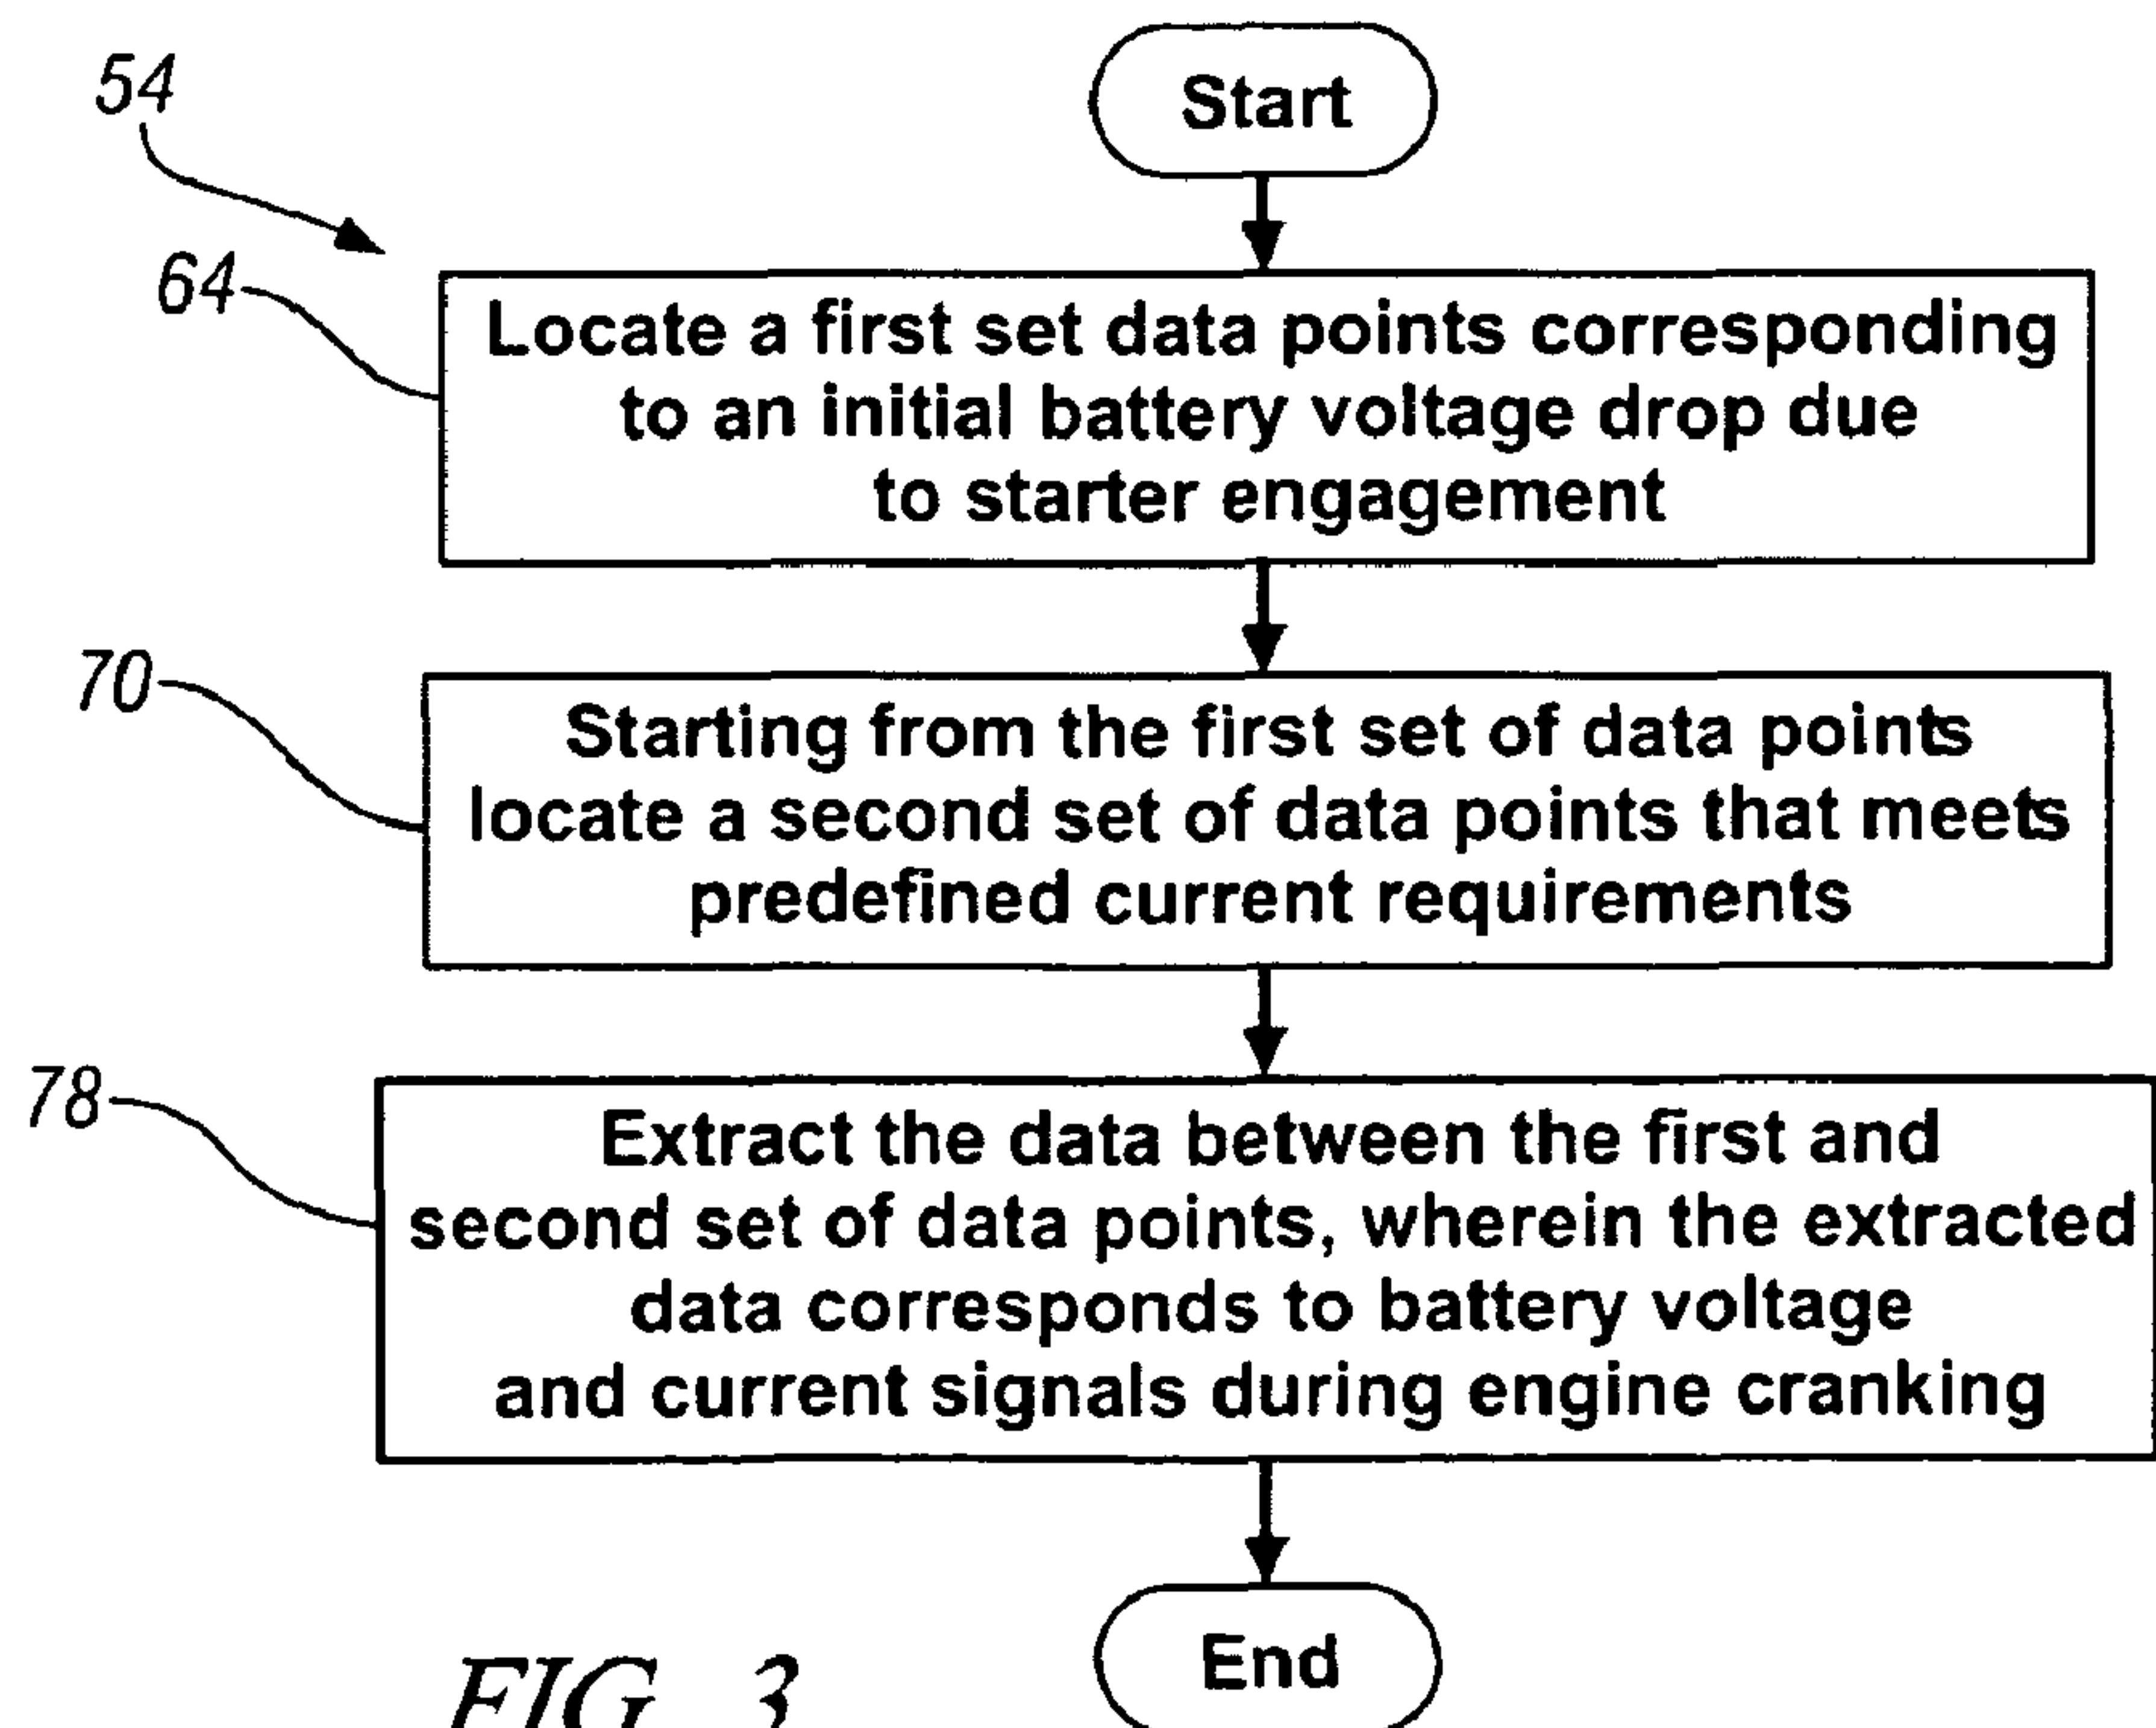 54
Start
64
Locate a first set data points corresponding
to an initial battery voltage drop due
to starter engagement
70
Starting from the first set of data points
locate a second set of data points that meets
predefined current requirements
78
Extract the data between the first and
second set of data points, wherein the extracted
data corresponds to battery voltage
and current signals during engine cranking
End
FIG. 3